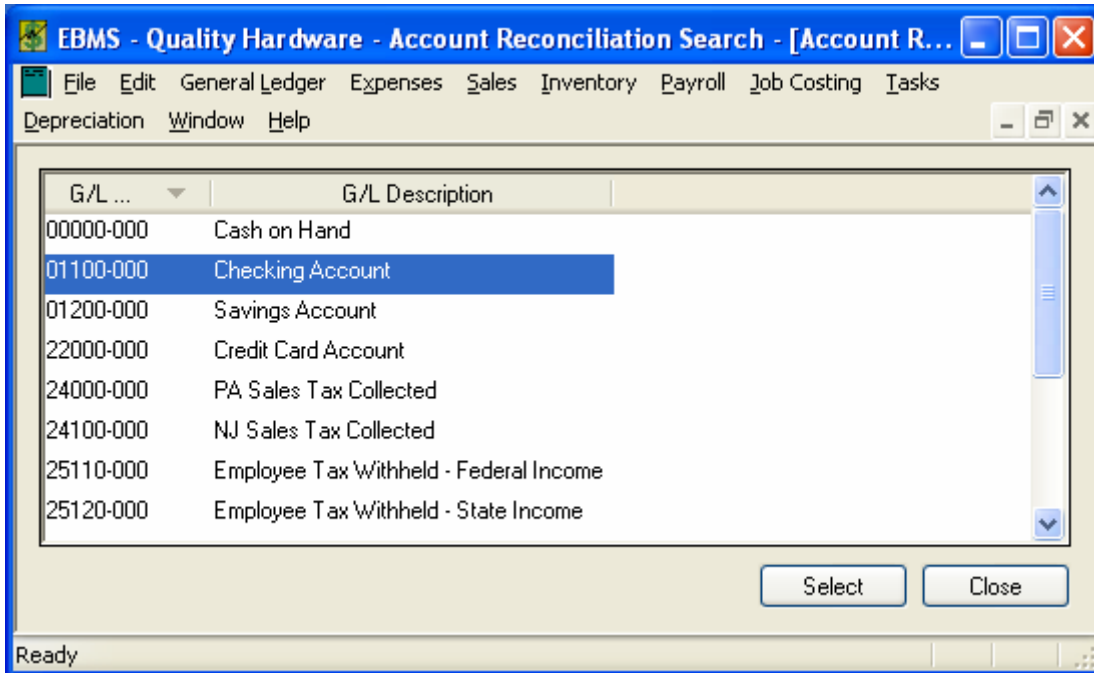 EBMS - Quality Hardware - Account Reconciliation Search - [Account R...
File Edit General Ledger Expenses Sales Inventory Payroll Job Costing Tasks
Depreciation Window Help
G/L ... G/L Description
00000-000 Cash on Hand
01100-000 Checking Account
01200-000 Savings Account
22000-000 Credit Card Account
24000-000 PA Sales Tax Collected
24100-000 NJ Sales Tax Collected
25110-000 Employee Tax Withheld - Federal Income
25120-000 Employee Tax Withheld - State Income
Select Close
Ready